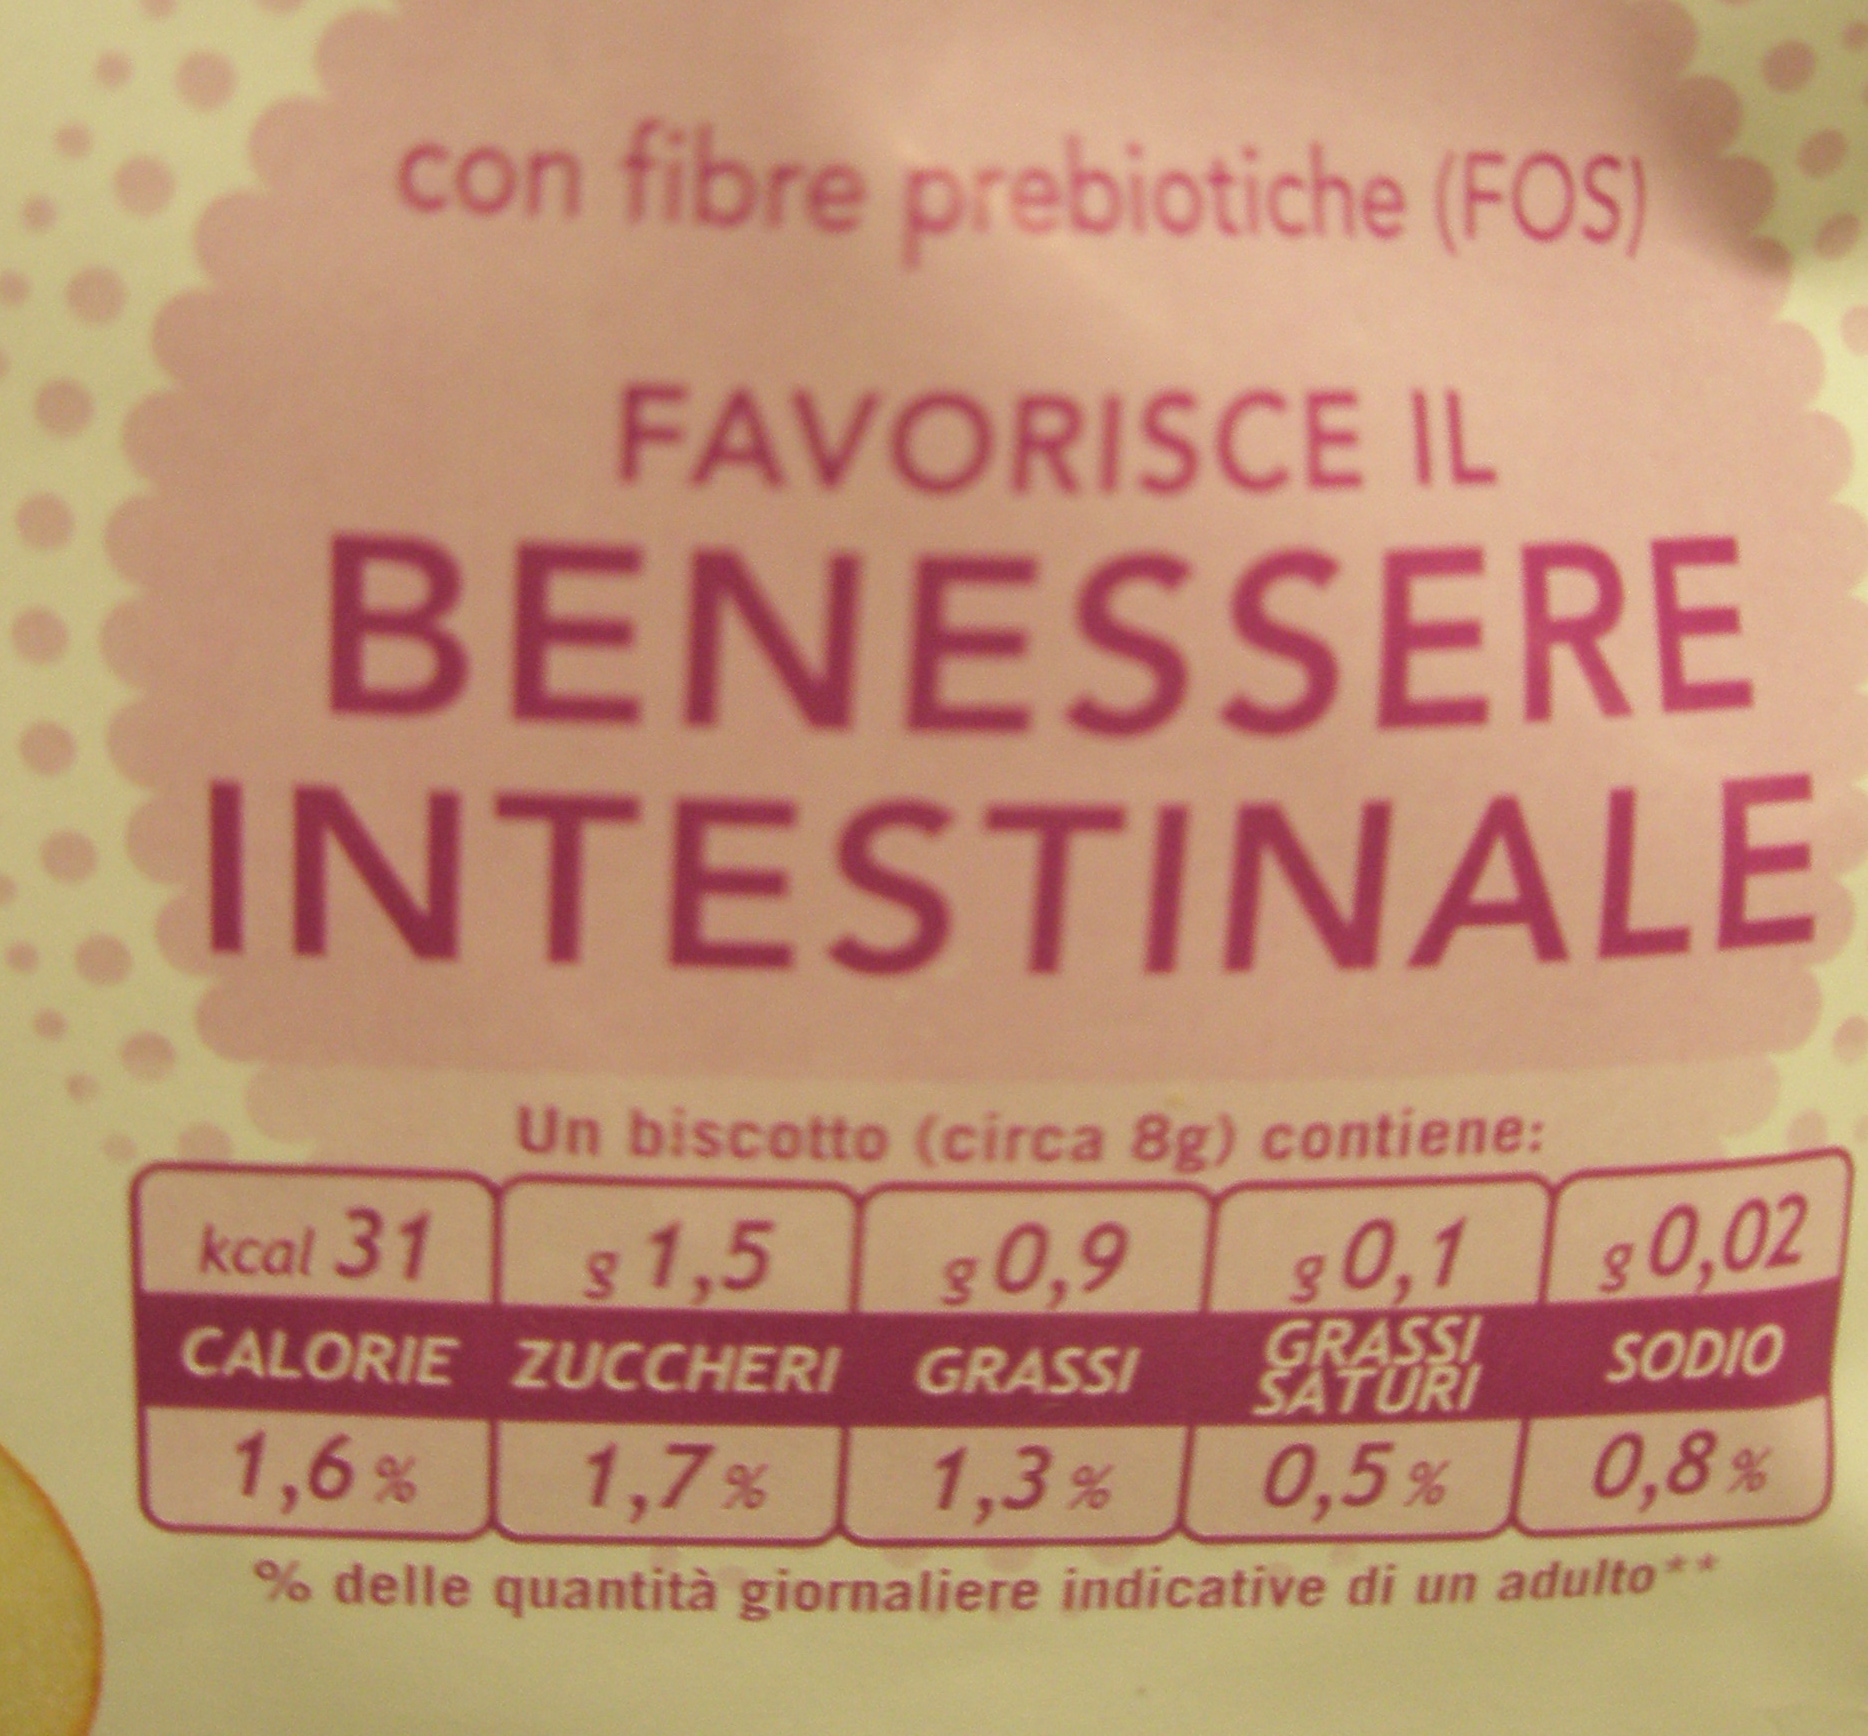 con fibre prebiotiche (FOS)
FAVORISCE IL
BENESSERE
INTESTINALE
Un biscotto (circa 8g) contiene:
kcal 31 g 1,5 g 0,9 g 0,1 g 0,02
CALORIE ZUCCHERI GRASSI GRASSI SATURI SODIO
1,6 % 1,7 % 1,3 % 0,5 % 0,8 %
% delle quantità giornaliere indicative di un adulto**